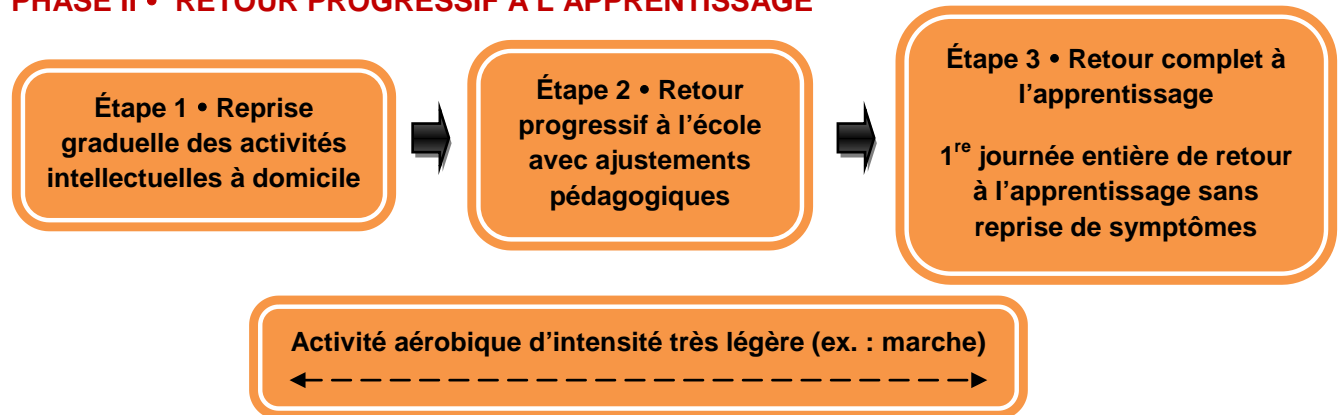 PHASE II • RETOUR PROGRESSIF À L'APPRENTISSAGE
Étape 1 • Reprise
graduelle des activités
intellectuelles à domicile
Étape 2 • Retour
progressif à l'école
avec ajustements
pédagogiques
Étape 3 • Retour complet à
l'apprentissage
1re journée entière de retour
à l'apprentissage sans
reprise de symptômes
Activité aérobique d'intensité très légère (ex. : marche)